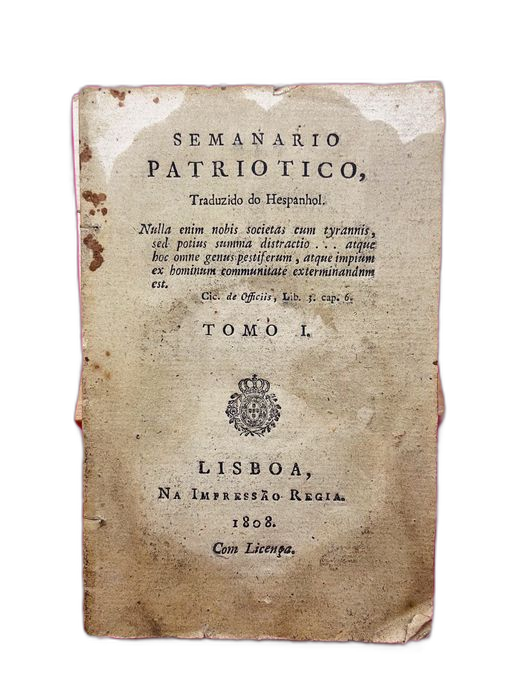 SEMANARIO
PATRIOTICO,
Traduzido do Hespanhol.
Nulla enim nobis societas cum tyrannis,
sed potius summa distractio ... atque
hoc omne genus pestiferum, atque impium
ex hominum communitate exterminandnm
est.
Cic. de Officiis, Lib. 3. cap. 6.
TOMO I.
LISBOA,
NA IMPRESSÃO REGIA.
1808.
Com Licença.